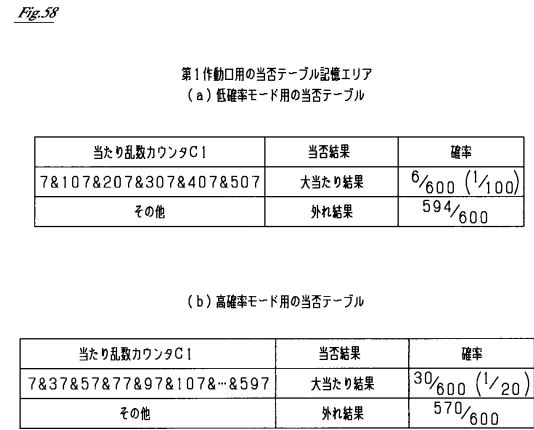 Fig.58
第1作動口用の当否テーブル記憶エリア
(a)低確率モード用の当否テーブル
当たり乱数カウンタC1 当否結果 確率
7&107&207&307&407&507 大当たり結果 6/600 (1/100)
その他 外れ結果 594/600
(b)高確率モード用の当否テーブル
当たり乱数カウンタC1 当否結果 確率
7&37&57&77&97&107&…&597 大当たり結果 30/600 (1/20)
その他 外れ結果 570/600